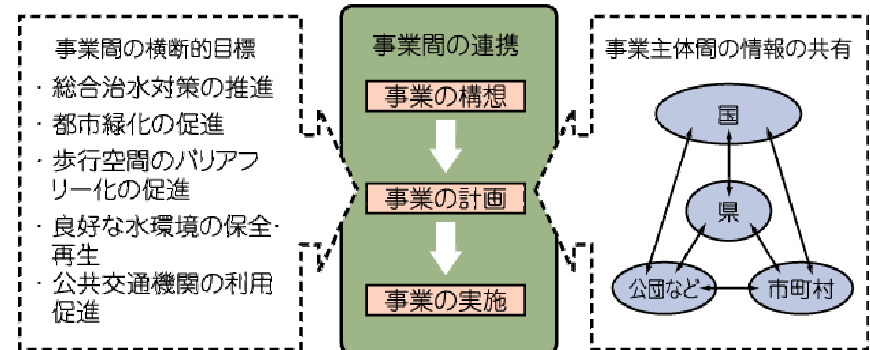 事業間の横断的目標
・総合治水対策の推進
・都市緑化の促進
・歩行空間のバリアフ
リー化の促進
・良好な水環境の保全・
再生
・公共交通機関の利用
促進
事業間の連携
事業の構想
事業の計画
事業の実施
事業主体間の情報の共有
国
県
公団など
市町村